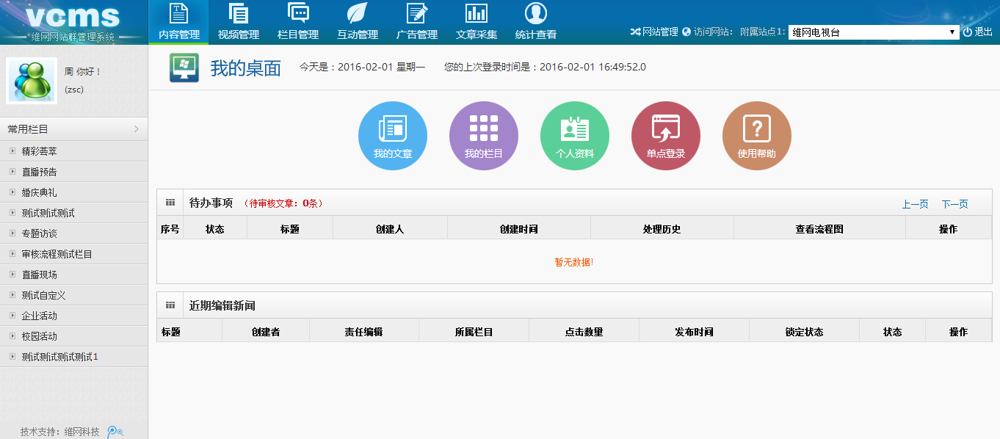 vcms
维网网站群管理系统
内容管理 视频管理 栏目管理 互动管理 广告管理 文章采集 统计查看
网站管理 访问网站： 附属站点1: 维网电视台 退出
周 你好！
(zsc)
我的桌面 今天是：2016-02-01 星期一 您的上次登录时间是：2016-02-01 16:49:52.0
常用栏目
精彩荟萃
直播预告
婚庆典礼
测试测试测试
专题访谈
审核流程测试栏目
直播现场
测试自定义
企业活动
校园活动
测试测试测试测试1
技术支持：维网科技
我的文章 我的栏目 个人资料 单点登录 使用帮助
待办事项 （待审核文章：0条） 上一页 下一页
序号 状态 标题 创建人 创建时间 处理历史 查看流程图 操作
暂无数据!
近期编辑新闻
标题 创建者 责任编辑 所属栏目 点击数量 发布时间 锁定状态 状态 操作